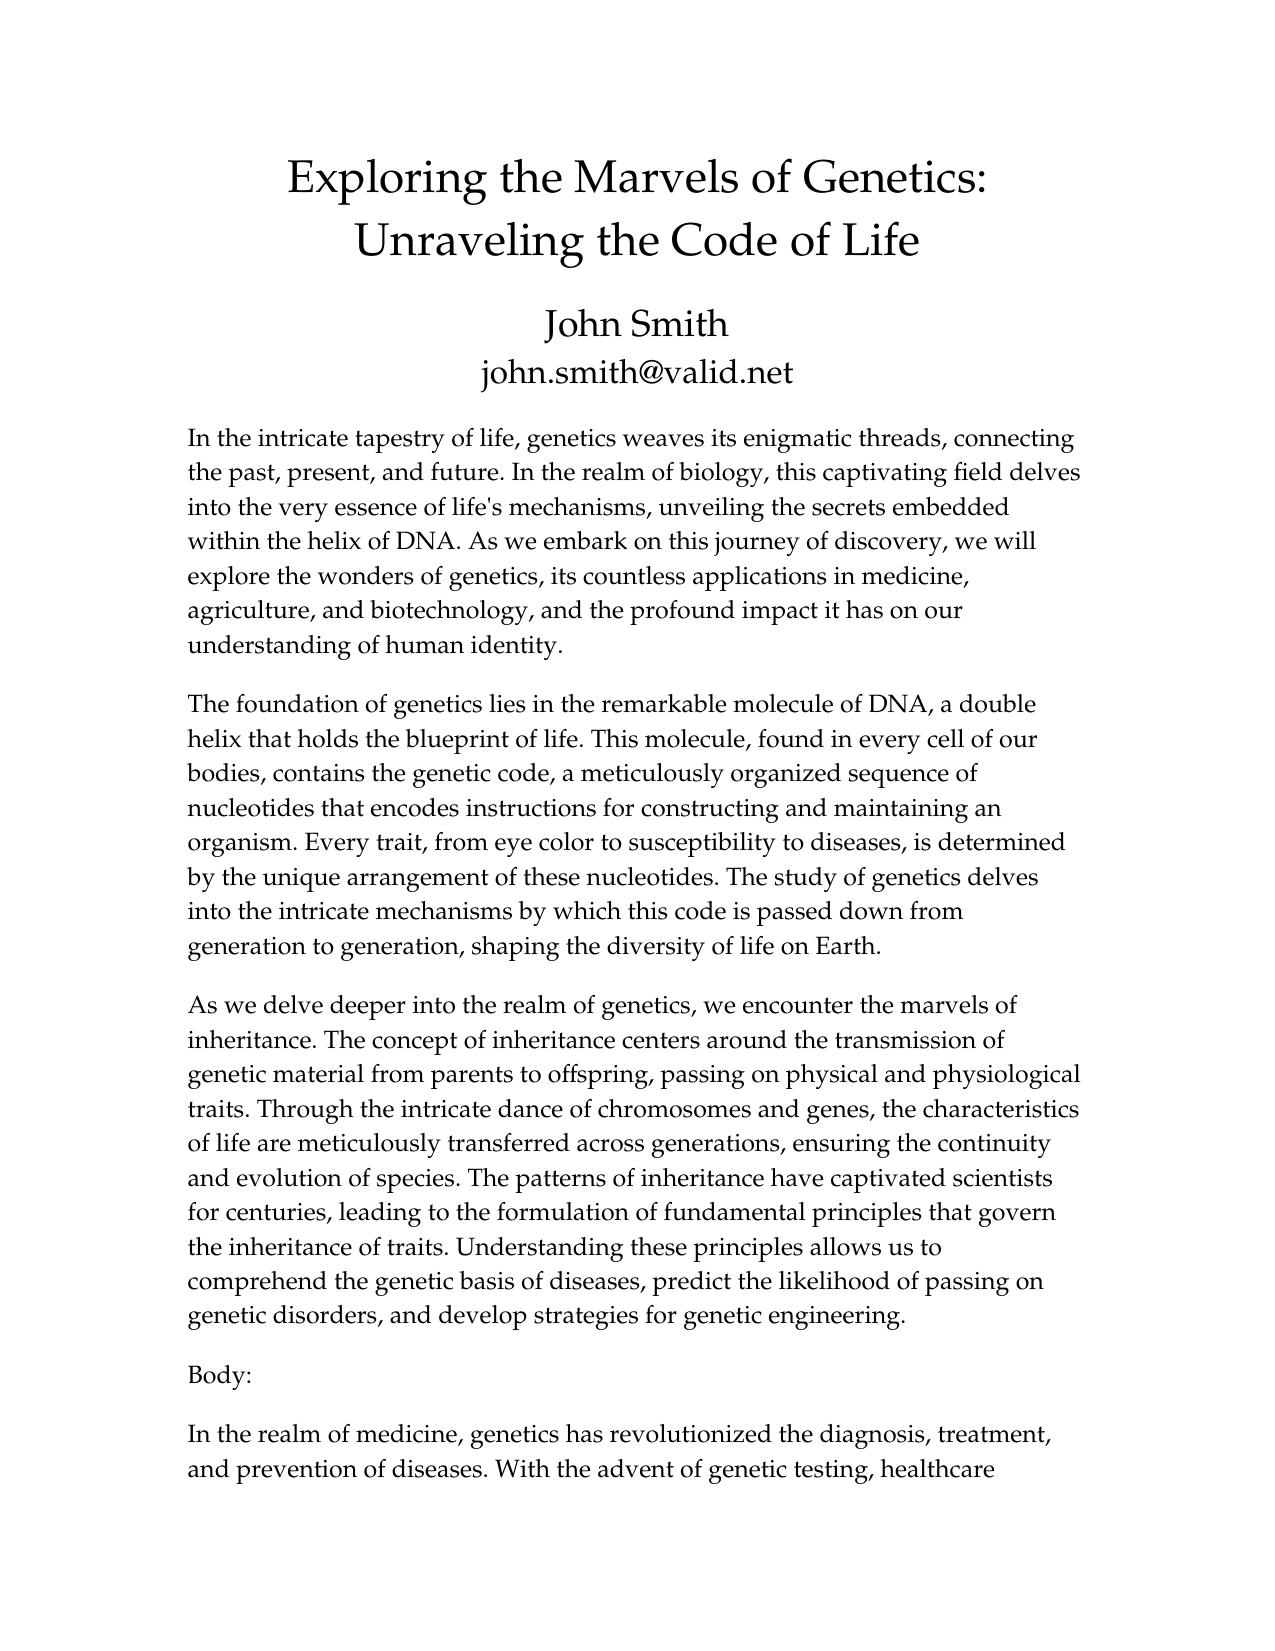 Exploring the Marvels of Genetics:
Unraveling the Code of Life
John Smith
john.smith@valid.net
In the intricate tapestry of life, genetics weaves its enigmatic threads, connecting
the past, present, and future. In the realm of biology, this captivating field delves
into the very essence of life's mechanisms, unveiling the secrets embedded
within the helix of DNA. As we embark on this journey of discovery, we will
explore the wonders of genetics, its countless applications in medicine,
agriculture, and biotechnology, and the profound impact it has on our
understanding of human identity.
The foundation of genetics lies in the remarkable molecule of DNA, a double
helix that holds the blueprint of life. This molecule, found in every cell of our
bodies, contains the genetic code, a meticulously organized sequence of
nucleotides that encodes instructions for constructing and maintaining an
organism. Every trait, from eye color to susceptibility to diseases, is determined
by the unique arrangement of these nucleotides. The study of genetics delves
into the intricate mechanisms by which this code is passed down from
generation to generation, shaping the diversity of life on Earth.
As we delve deeper into the realm of genetics, we encounter the marvels of
inheritance. The concept of inheritance centers around the transmission of
genetic material from parents to offspring, passing on physical and physiological
traits. Through the intricate dance of chromosomes and genes, the characteristics
of life are meticulously transferred across generations, ensuring the continuity
and evolution of species. The patterns of inheritance have captivated scientists
for centuries, leading to the formulation of fundamental principles that govern
the inheritance of traits. Understanding these principles allows us to
comprehend the genetic basis of diseases, predict the likelihood of passing on
genetic disorders, and develop strategies for genetic engineering.
Body:
In the realm of medicine, genetics has revolutionized the diagnosis, treatment,
and prevention of diseases. With the advent of genetic testing, healthcare